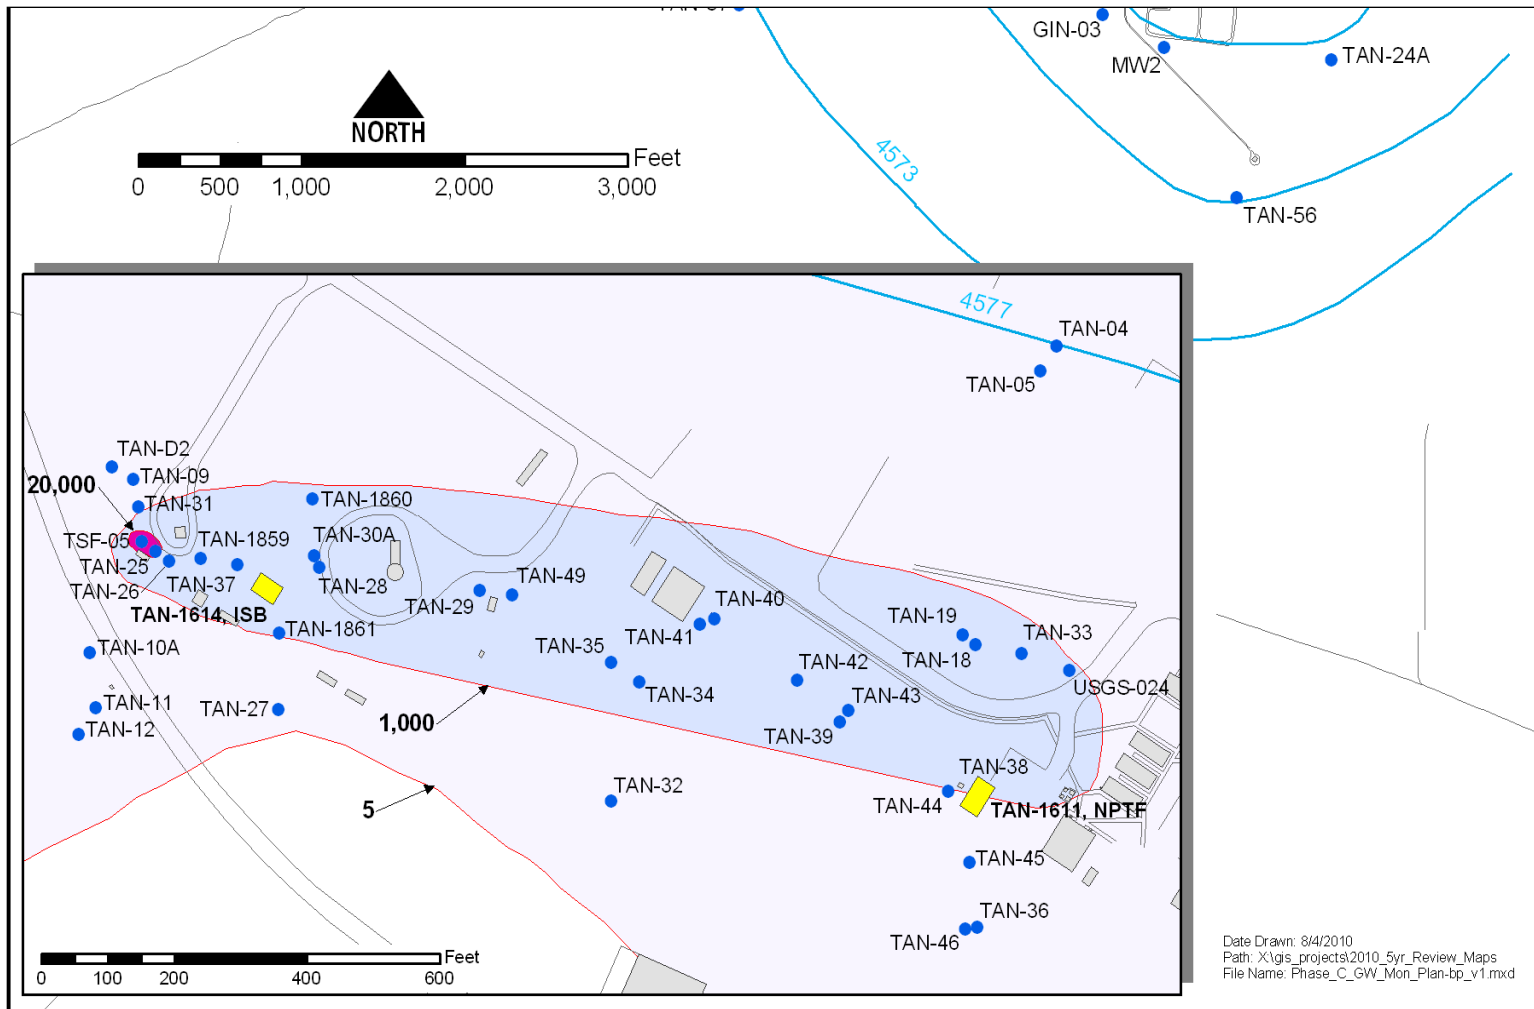 GIN-03
MW2
TAN-24A
NORTH
Feet
0 500 1,000 2,000 3,000
4573
TAN-56
4577
TAN-04
TAN-05
TAN-D2
TAN-09
20,000
TAN-31
TAN-1860
TSF-05
TAN-1859
TAN-30A
TAN-25
TAN-37
TAN-28
TAN-26
TAN-49
TAN-29
TAN-1614, ISB
TAN-40
TAN-41
TAN-19
TAN-18
TAN-33
TAN-1861
TAN-10A
TAN-35
TAN-42
USGS-024
TAN-34
TAN-43
TAN-11
TAN-27
1,000
TAN-12
TAN-39
TAN-38
TAN-32
5
TAN-44
TAN-1611, NPTF
TAN-45
TAN-36
TAN-46
Feet
0 100 200 400 600
Date Drawn: 8/4/2010
Path: X:\gis_projects\2010_5yr_Review_Maps
File Name: Phase_C_GW_Mon_Plan-bp_v1.mxd